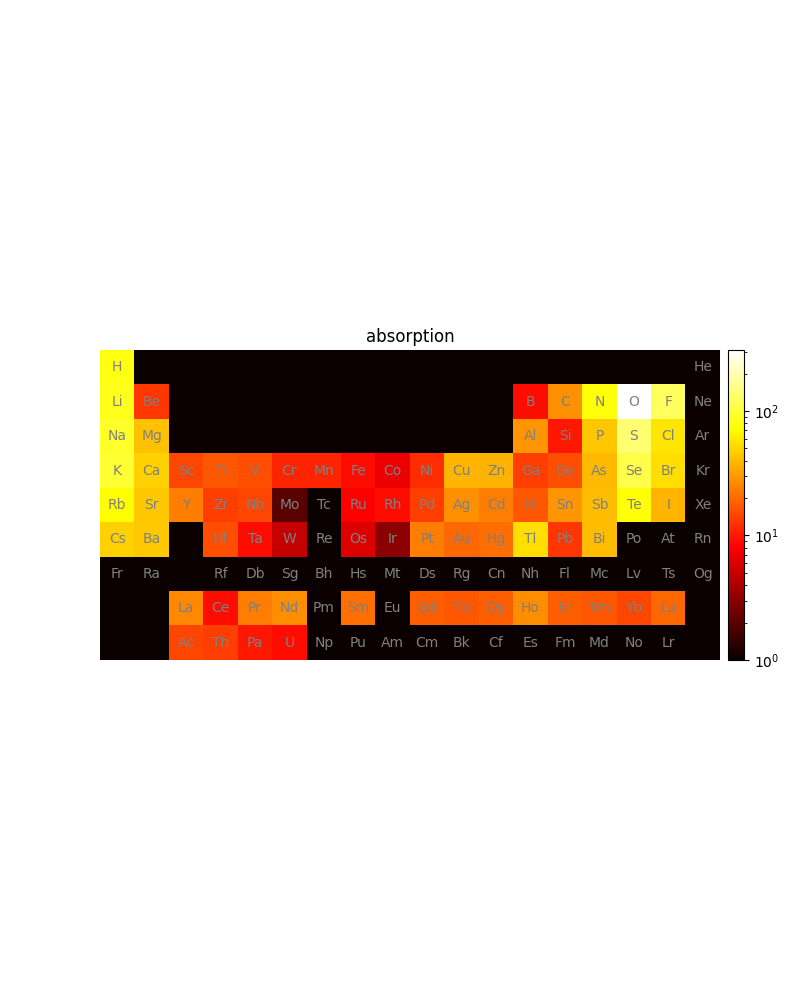 absorption
H He
Li Be B C N O F Ne
Na Mg Al Si P S Cl Ar
K Ca Sc Ti V Cr Mn Fe Co Ni Cu Zn Ga Ge As Se Br Kr
Rb Sr Y Zr Nb Mo Tc Ru Rh Pd Ag Cd In Sn Sb Te I Xe
Cs Ba Hf Ta W Re Os Ir Pt Au Hg Tl Pb Bi Po At Rn
Fr Ra Rf Db Sg Bh Hs Mt Ds Rg Cn Nh Fl Mc Lv Ts Og
La Ce Pr Nd Pm Sm Eu Gd Tb Dy Ho Er Tm Yb Lu
Ac Th Pa U Np Pu Am Cm Bk Cf Es Fm Md No Lr
10²
10¹
10⁰